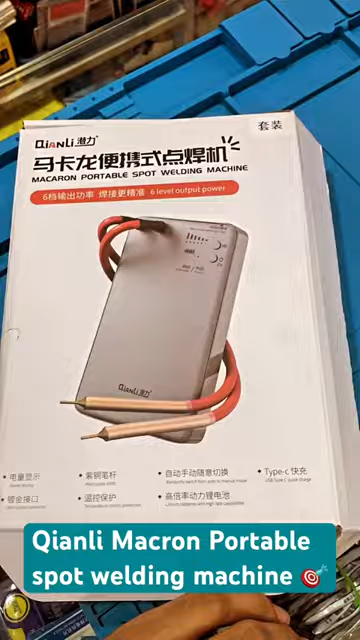 QianLi 潜力
套装
马卡龙便携式点焊机
MACARON PORTABLE SPOT WELDING MACHINE
6档输出功率 焊接更精准 6 level output power
QianLi 潜力
• 电量显示 • 紫铜笔杆 • 自动手动随意切换 • Type-c 快充
• 镀金接口 • 温控保护 • 高倍率动力锂电池
Qianli Macron Portable
spot welding machine 🎯